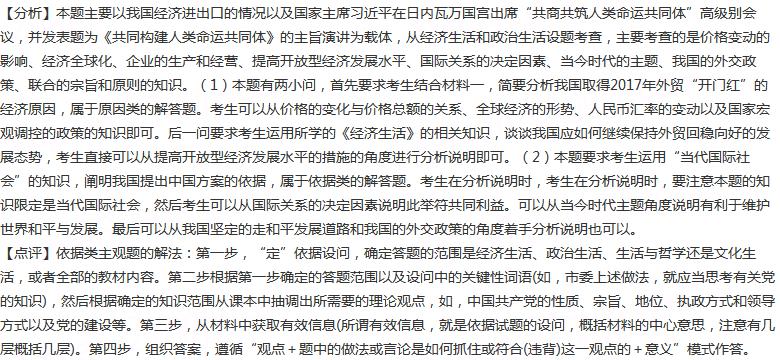 【分析】本题主要以我国经济进出口的情况以及国家主席习近平在日内瓦万国宫出席“共商共筑人类命运共同体”高级别会
议，并发表题为《共同构建人类命运共同体》的主旨演讲为载体，从经济生活和政治生活设题考查，主要考查的是价格变动的
影响、经济全球化、企业的生产和经营、提高开放型经济发展水平、国际关系的决定因素、当今时代的主题、我国的外交政
策、联合的宗旨和原则的知识。（1）本题有两小问，首先要求考生结合材料一，简要分析我国取得2017年外贸“开门红”的
经济原因，属于原因类的解答题。考生可以从价格的变化与价格总额的关系、全球经济的形势、人民币汇率的变动以及国家宏
观调控的政策的知识即可。后一问要求考生运用所学的《经济生活》的相关知识，谈谈我国应如何继续保持外贸回稳向好的发
展态势，考生直接可以从提高开放型经济发展水平的措施的角度进行分析说明即可。（2）本题要求考生运用“当代国际社
会”的知识，阐明我国提出中国方案的依据，属于依据类的解答题。考生在分析说明时，考生在分析说明时，要注意本题的知
识限定是当代国际社会，然后考生可以从国际关系的决定因素说明此举符共同利益。可以从当今时代主题角度说明有利于维护
世界和平与发展。最后可以从我国坚定的走和平发展道路和我国的外交政策的角度着手分析说明也可以。
【点评】依据类主观题的解法：第一步，“定”依据设问，确定答题的范围是经济生活、政治生活、生活与哲学还是文化生
活，或者全部的教材内容。第二步根据第一步确定的答题范围以及设问中的关键性词语(如，市委上述做法，就应当思考有关党
的知识)，然后根据确定的知识范围从课本中抽调出所需要的理论观点，如，中国共产党的性质、宗旨、地位、执政方式和领导
方式以及党的建设等。第三步，从材料中获取有效信息(所谓有效信息，就是依据试题的设问，概括材料的中心意思，注意有几
层概括几层)。第四步，组织答案，遵循“观点＋题中的做法或言论是如何抓住或符合(违背)这一观点的＋意义”模式作答。